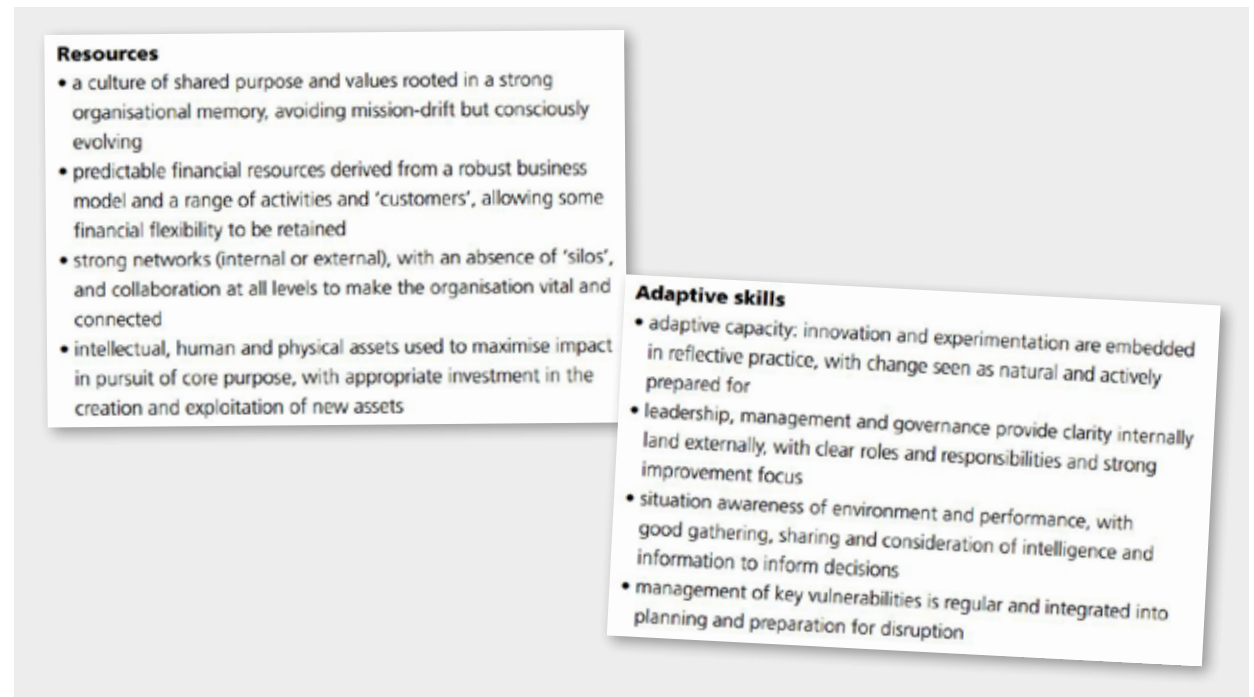 Resources
• a culture of shared purpose and values rooted in a strong
organisational memory, avoiding mission-drift but consciously
evolving
• predictable financial resources derived from a robust business
model and a range of activities and 'customers', allowing some
financial flexibility to be retained
• strong networks (internal or external), with an absence of 'silos',
and collaboration at all levels to make the organisation vital and
connected
• intellectual, human and physical assets used to maximise impact
in pursuit of core purpose, with appropriate investment in the
creation and exploitation of new assets
Adaptive skills
• adaptive capacity: innovation and experimentation are embedded
in reflective practice, with change seen as natural and actively
prepared for
• leadership, management and governance provide clarity internally
land externally, with clear roles and responsibilities and strong
improvement focus
• situation awareness of environment and performance, with
good gathering, sharing and consideration of intelligence and
information to inform decisions
• management of key vulnerabilities is regular and integrated into
planning and preparation for disruption